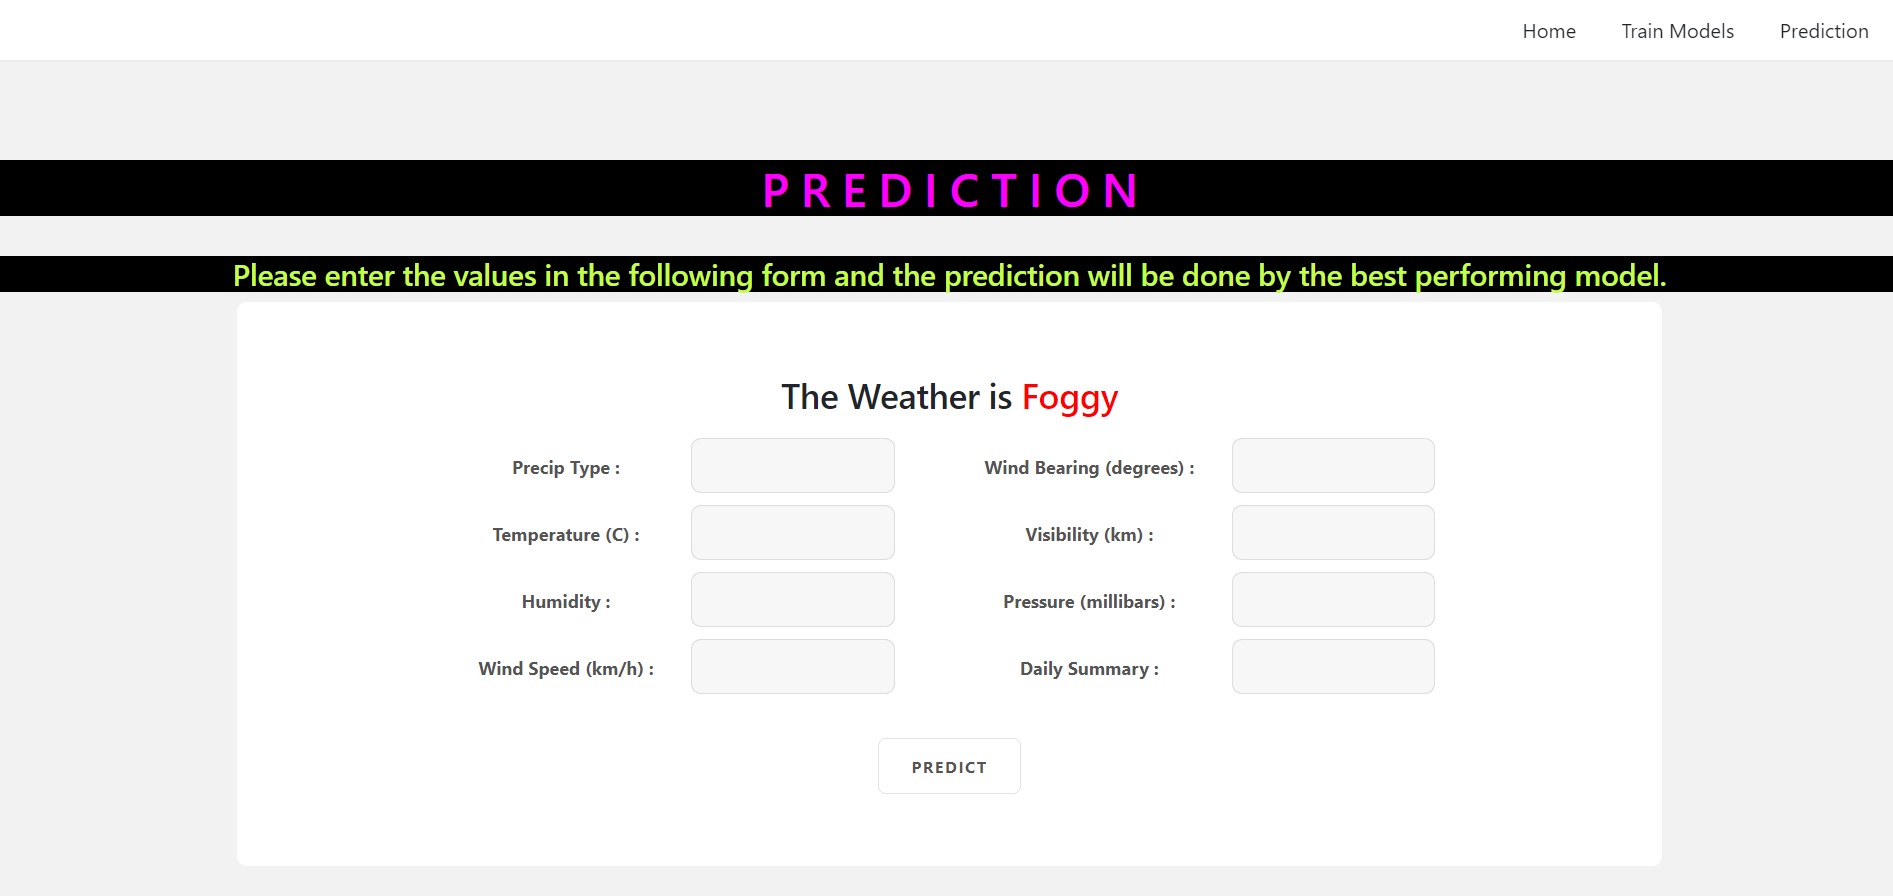 Home Train Models Prediction
PREDICTION
Please enter the values in the following form and the prediction will be done by the best performing model.
The Weather is Foggy
Precip Type : Wind Bearing (degrees) :
Temperature (C) : Visibility (km) :
Humidity : Pressure (millibars) :
Wind Speed (km/h) : Daily Summary :
PREDICT